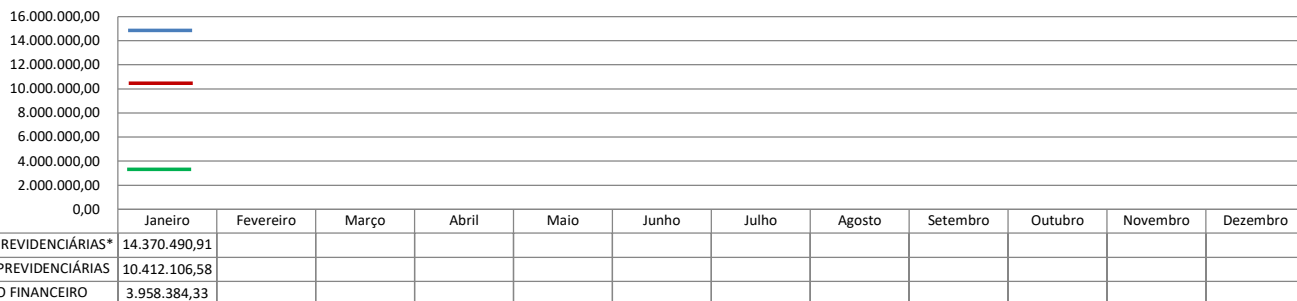 16.000.000,00
14.000.000,00
12.000.000,00
10.000.000,00
8.000.000,00
6.000.000,00
4.000.000,00
2.000.000,00
0,00
Janeiro Fevereiro Março Abril Maio Junho Julho Agosto Setembro Outubro Novembro Dezembro
REVIDENCIÁRIAS* 14.370.490,91
PREVIDENCIÁRIAS 10.412.106,58
O FINANCEIRO 3.958.384,33